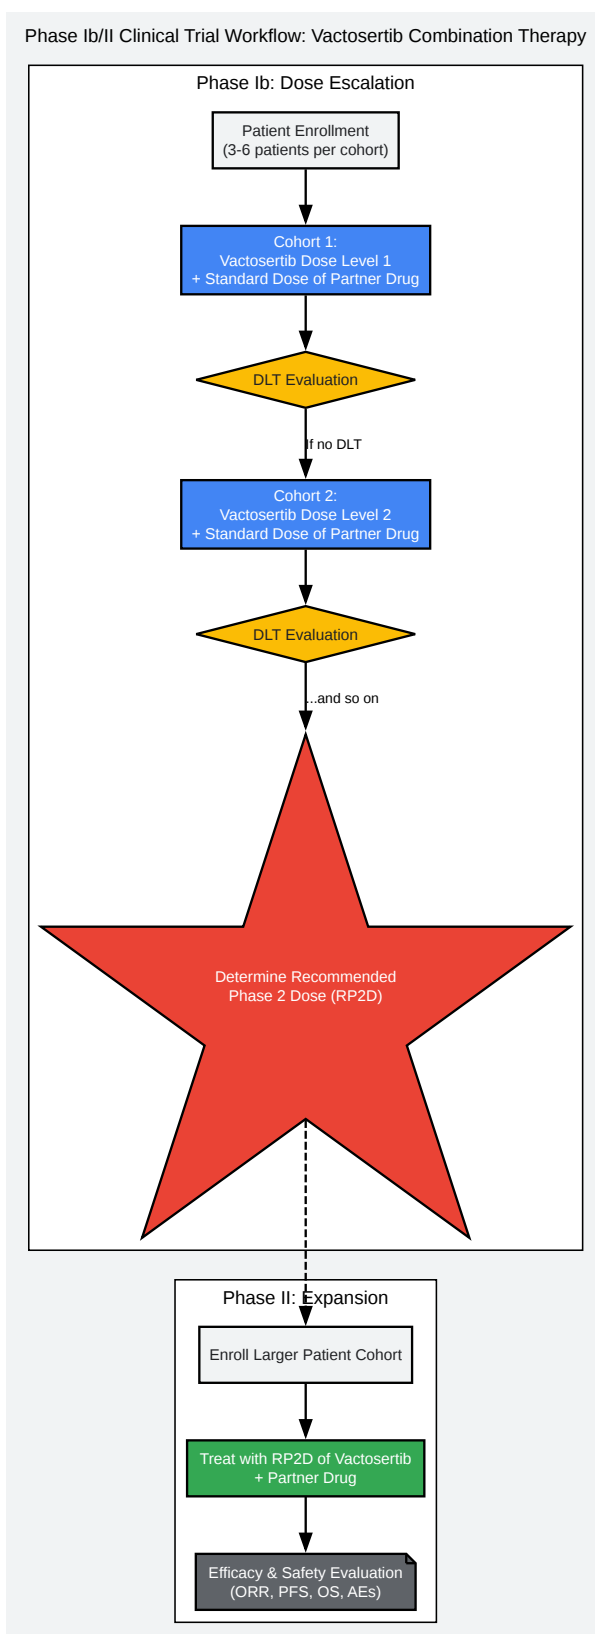 Phase Ib/II Clinical Trial Workflow: Vactosertib Combination Therapy
Phase Ib: Dose Escalation
Patient Enrollment
(3-6 patients per cohort)
Cohort 1:
Vactosertib Dose Level 1
+ Standard Dose of Partner Drug
DLT Evaluation
If no DLT
Cohort 2:
Vactosertib Dose Level 2
+ Standard Dose of Partner Drug
DLT Evaluation
...and so on
Determine Recommended
Phase 2 Dose (RP2D)
Phase II: Expansion
Enroll Larger Patient Cohort
Treat with RP2D of Vactosertib
+ Partner Drug
Efficacy & Safety Evaluation
(ORR, PFS, OS, AEs)